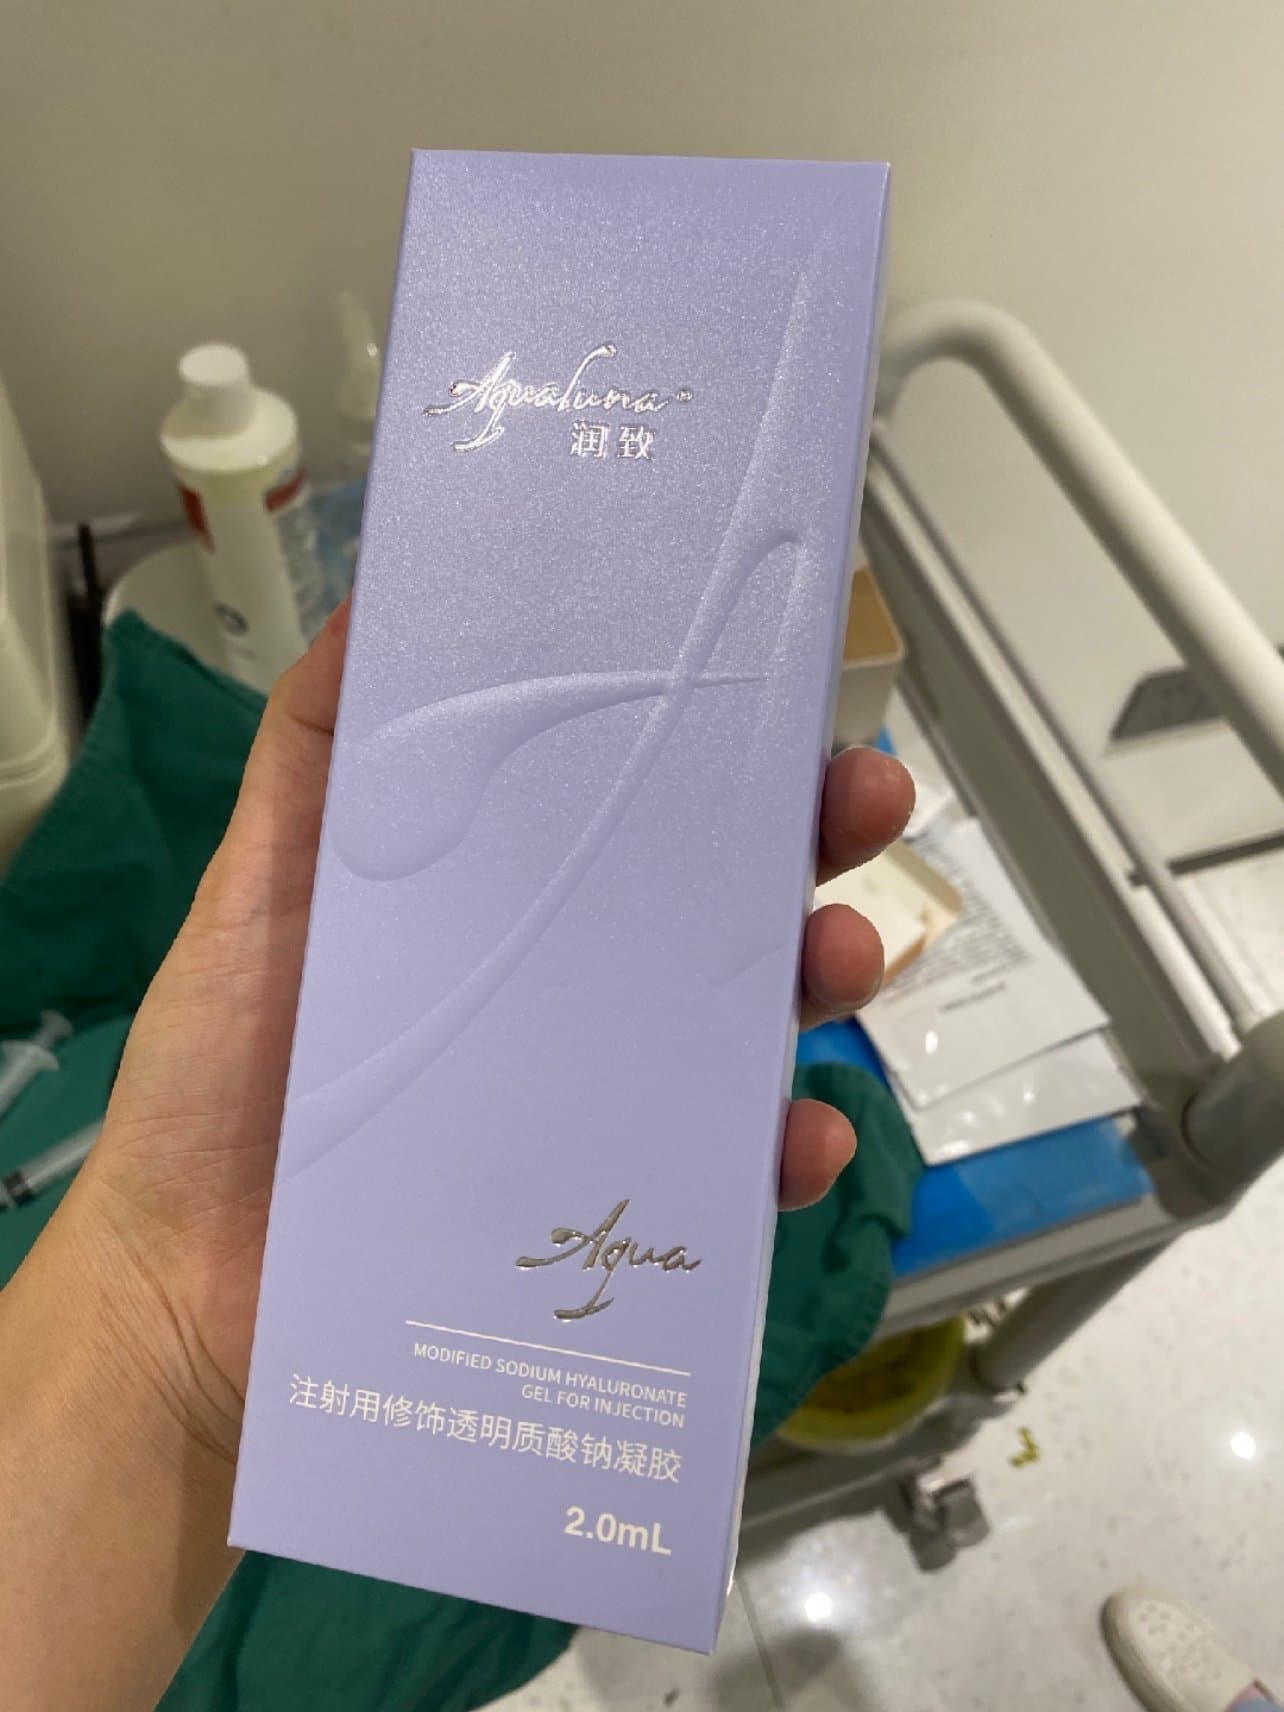 Aqualuna®
润致
Aqua
MODIFIED SODIUM HYALURONATE
GEL FOR INJECTION
注射用修饰透明质酸钠凝胶
2.0mL